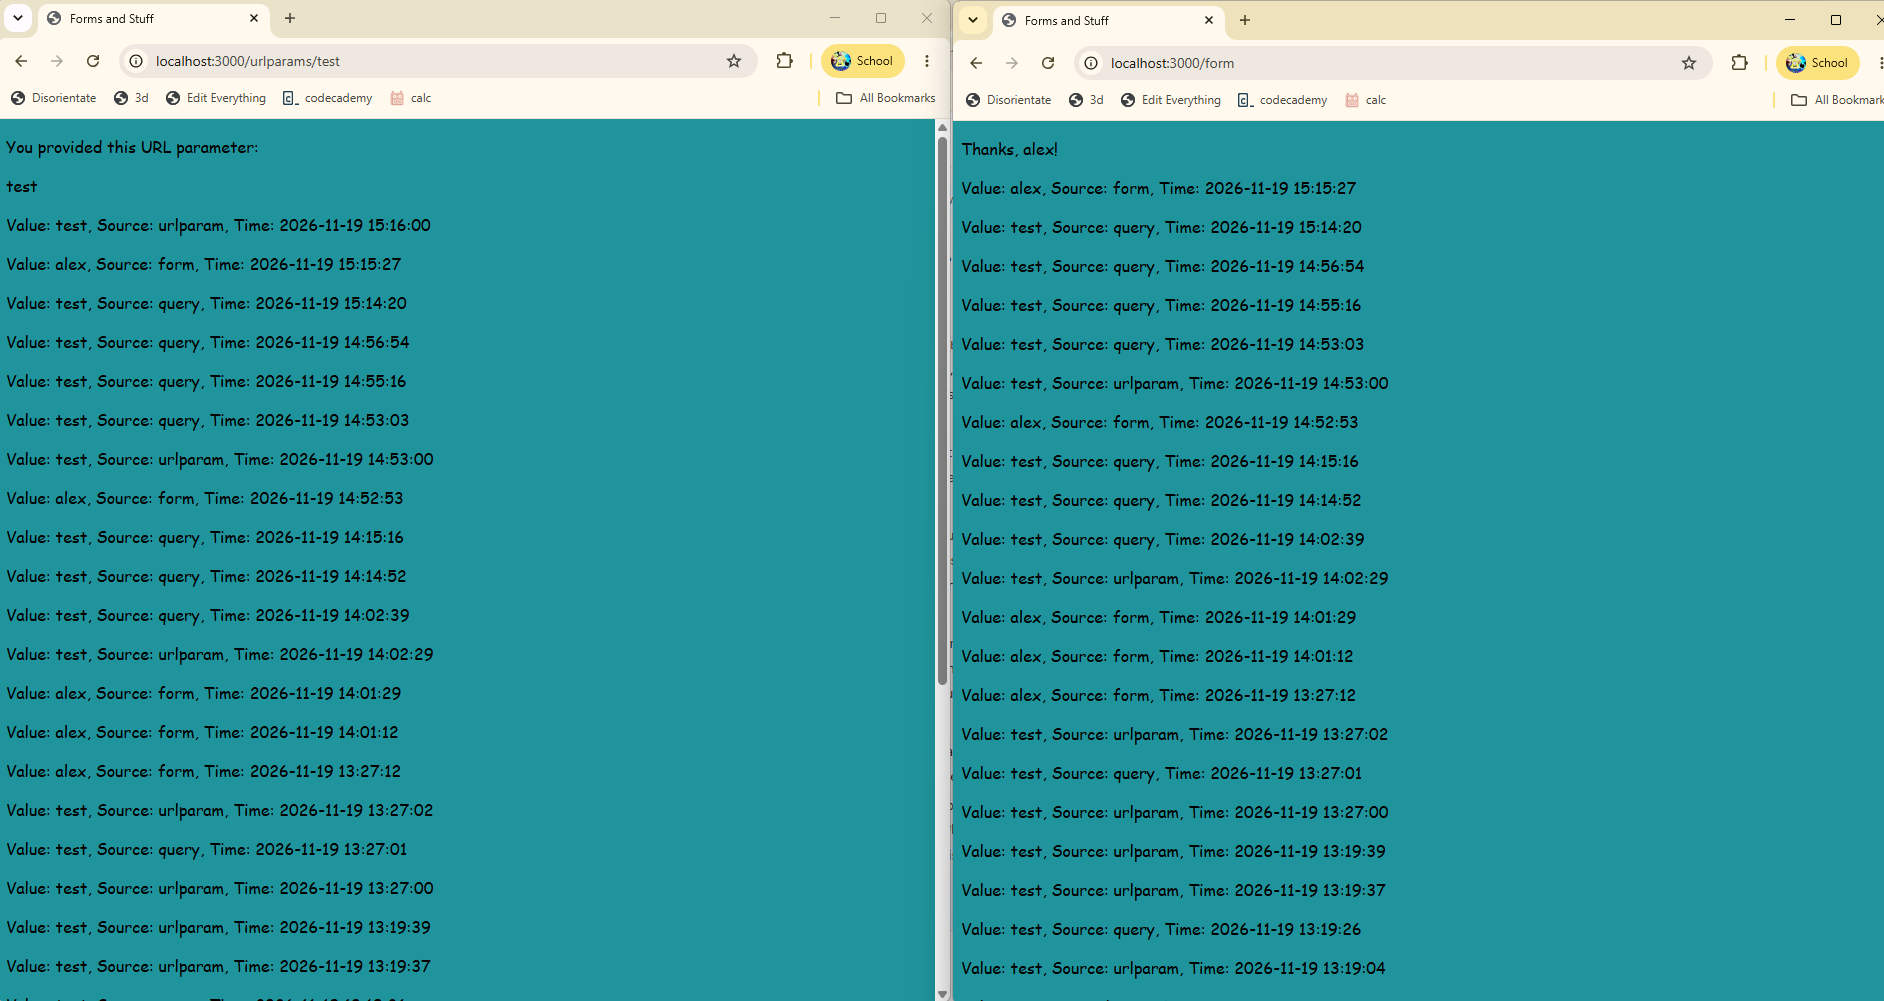 Forms and Stuff
localhost:3000/urlparams/test
School
Disorientate 3d Edit Everything codecademy calc All Bookmarks
You provided this URL parameter:
test
Value: test, Source: urlparam, Time: 2026-11-19 15:16:00
Value: alex, Source: form, Time: 2026-11-19 15:15:27
Value: test, Source: query, Time: 2026-11-19 15:14:20
Value: test, Source: query, Time: 2026-11-19 14:56:54
Value: test, Source: query, Time: 2026-11-19 14:55:16
Value: test, Source: query, Time: 2026-11-19 14:53:03
Value: test, Source: urlparam, Time: 2026-11-19 14:53:00
Value: alex, Source: form, Time: 2026-11-19 14:52:53
Value: test, Source: query, Time: 2026-11-19 14:15:16
Value: test, Source: query, Time: 2026-11-19 14:14:52
Value: test, Source: query, Time: 2026-11-19 14:02:39
Value: test, Source: urlparam, Time: 2026-11-19 14:02:29
Value: alex, Source: form, Time: 2026-11-19 14:01:29
Value: alex, Source: form, Time: 2026-11-19 14:01:12
Value: alex, Source: form, Time: 2026-11-19 13:27:12
Value: test, Source: urlparam, Time: 2026-11-19 13:27:02
Value: test, Source: query, Time: 2026-11-19 13:27:01
Value: test, Source: urlparam, Time: 2026-11-19 13:27:00
Value: test, Source: urlparam, Time: 2026-11-19 13:19:39
Value: test, Source: urlparam, Time: 2026-11-19 13:19:37
Forms and Stuff
localhost:3000/form
School
Disorientate 3d Edit Everything codecademy calc All Bookmark
Thanks, alex!
Value: alex, Source: form, Time: 2026-11-19 15:15:27
Value: test, Source: query, Time: 2026-11-19 15:14:20
Value: test, Source: query, Time: 2026-11-19 14:56:54
Value: test, Source: query, Time: 2026-11-19 14:55:16
Value: test, Source: query, Time: 2026-11-19 14:53:03
Value: test, Source: urlparam, Time: 2026-11-19 14:53:00
Value: alex, Source: form, Time: 2026-11-19 14:52:53
Value: test, Source: query, Time: 2026-11-19 14:15:16
Value: test, Source: query, Time: 2026-11-19 14:14:52
Value: test, Source: query, Time: 2026-11-19 14:02:39
Value: test, Source: urlparam, Time: 2026-11-19 14:02:29
Value: alex, Source: form, Time: 2026-11-19 14:01:29
Value: alex, Source: form, Time: 2026-11-19 14:01:12
Value: alex, Source: form, Time: 2026-11-19 13:27:12
Value: test, Source: urlparam, Time: 2026-11-19 13:27:02
Value: test, Source: query, Time: 2026-11-19 13:27:01
Value: test, Source: urlparam, Time: 2026-11-19 13:27:00
Value: test, Source: urlparam, Time: 2026-11-19 13:19:39
Value: test, Source: urlparam, Time: 2026-11-19 13:19:37
Value: test, Source: query, Time: 2026-11-19 13:19:26
Value: test, Source: urlparam, Time: 2026-11-19 13:19:04